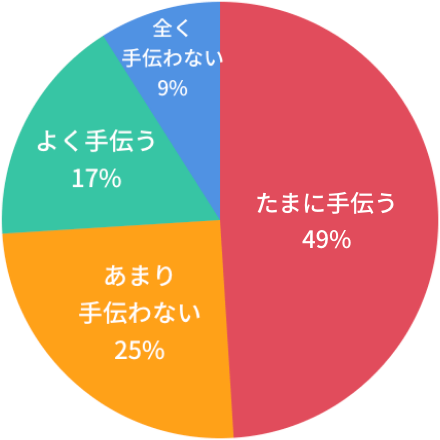 全く
手伝わない
9%
よく手伝う
17%
たまに手伝う
49%
あまり
手伝わない
25%